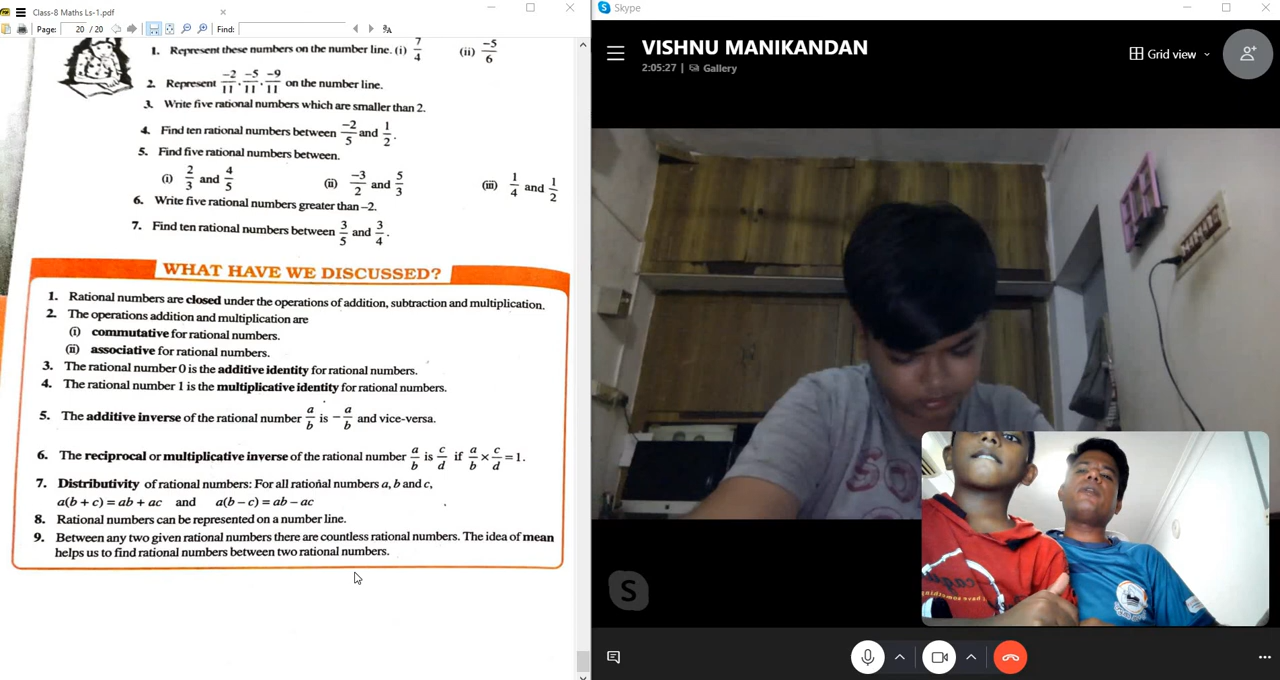 Class-8 Maths Ls-1.pdf
Page: 20 / 20 Find:
1. Represent these numbers on the number line. (i) 7/4 (ii) -5/6
2. Represent -2/11, -5/11, -9/11 on the number line.
3. Write five rational numbers which are smaller than 2.
4. Find ten rational numbers between -2/5 and 1/2.
5. Find five rational numbers between.
(i) 2/3 and 4/5 (ii) -3/2 and 5/3 (iii) 1/4 and 1/2
6. Write five rational numbers greater than –2.
7. Find ten rational numbers between 3/5 and 3/4.
WHAT HAVE WE DISCUSSED?
1. Rational numbers are closed under the operations of addition, subtraction and multiplication.
2. The operations addition and multiplication are
(i) commutative for rational numbers.
(ii) associative for rational numbers.
3. The rational number 0 is the additive identity for rational numbers.
4. The rational number 1 is the multiplicative identity for rational numbers.
5. The additive inverse of the rational number a/b is – a/b and vice-versa.
6. The reciprocal or multiplicative inverse of the rational number a/b is c/d if a/b × c/d = 1.
7. Distributivity of rational numbers: For all rational numbers a, b and c,
a(b + c) = ab + ac and a(b – c) = ab – ac
8. Rational numbers can be represented on a number line.
9. Between any two given rational numbers there are countless rational numbers. The idea of mean
helps us to find rational numbers between two rational numbers.
Skype
VISHNU MANIKANDAN
2:05:27 | Gallery
Grid view
S